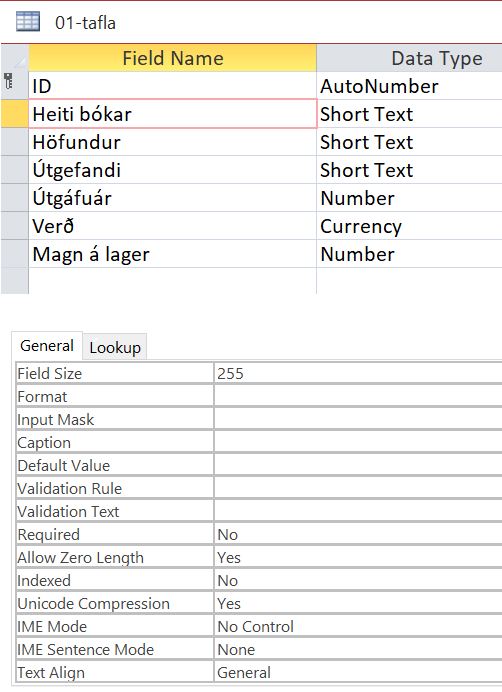 01-tafla
Field Name Data Type
ID AutoNumber
Heiti bókar Short Text
Höfundur Short Text
Útgefandi Short Text
Útgáfuár Number
Verð Currency
Magn á lager Number
General Lookup
Field Size 255
Format
Input Mask
Caption
Default Value
Validation Rule
Validation Text
Required No
Allow Zero Length Yes
Indexed No
Unicode Compression Yes
IME Mode No Control
IME Sentence Mode None
Text Align General